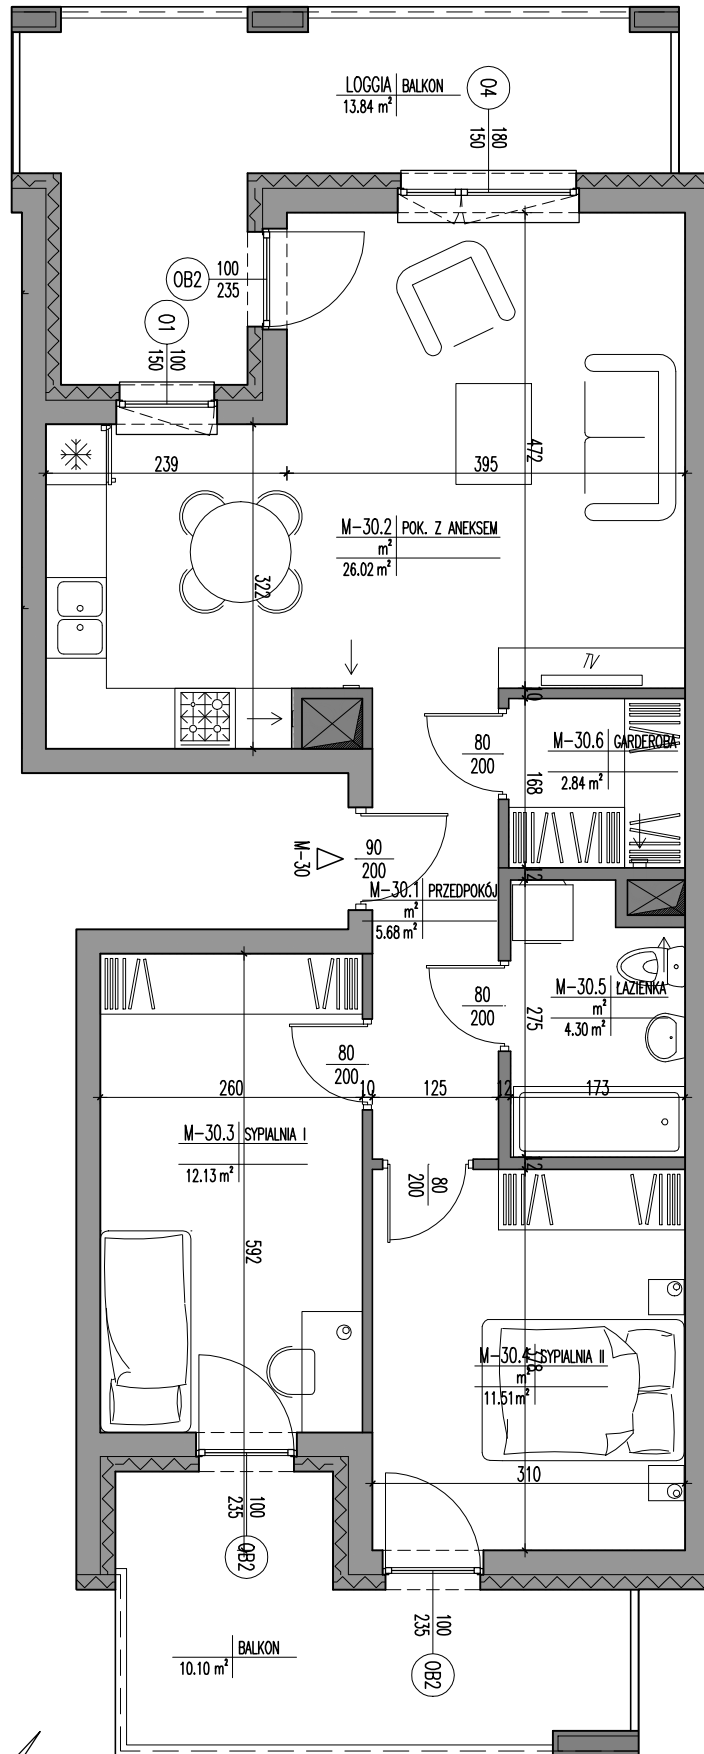 LOGGIA BALKON
13.84 m²
O4
180
150
OB2
100
235
O1
100
150
239
395
472
M-30.2 POK. Z ANEKSEM
m²
26.02 m²
322
TV
10
80
200
M-30.6 GARDEROBA
2.84 m²
168
M-30
90
200
12
M-30.1 PRZEDPOKÓJ
m²
5.68 m²
80
200
M-30.5 ŁAZIENKA
m²
4.30 m²
275
80
200
260
10
125
12
173
M-30.3 SYPIALNIA I
12.13 m²
80
200
12
592
M-30.4 SYPIALNIA II
m²
11.51 m²
378
310
100
235
OB2
100
235
OB2
BALKON
10.10 m²